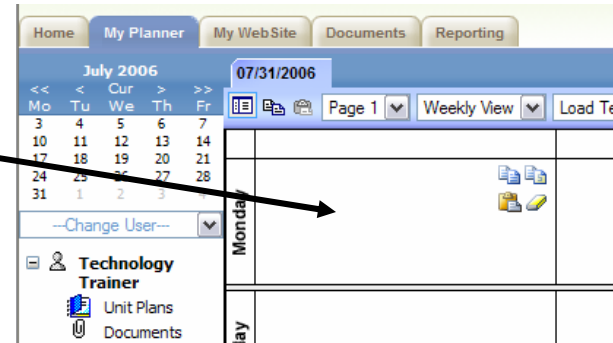 Home My Planner My WebSite Documents Reporting
July 2006 07/31/2006
<< < Cur > >>
Page 1 Weekly View Load Te
Mo Tu We Th Fr
3 4 5 6 7
10 11 12 13 14
17 18 19 20 21
24 25 26 27 28
31 1 2 3 4
---Change User---
Monday
Technology
Trainer
Unit Plans
Documents
ay